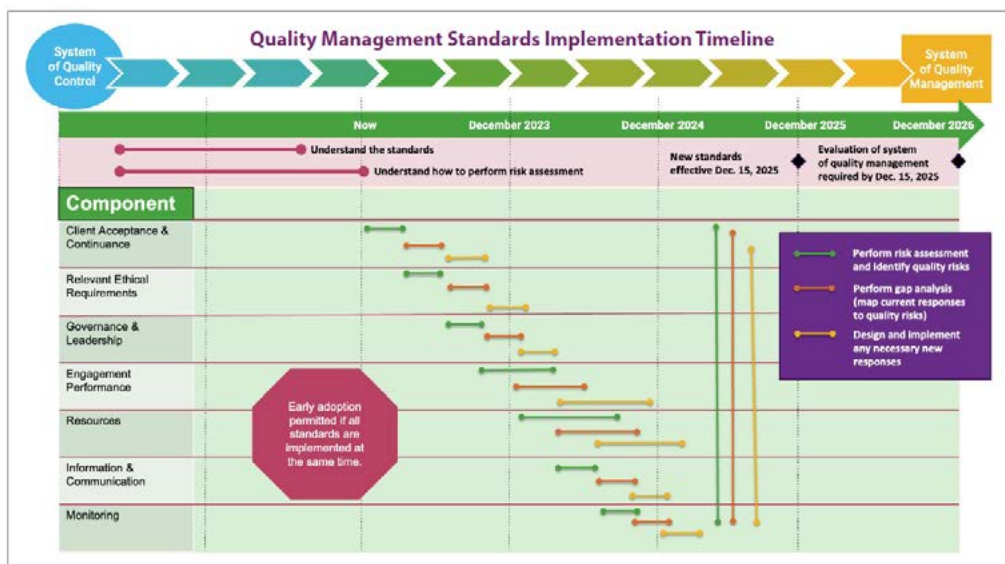 Quality Management Standards Implementation Timeline
System
of Quality
Control
System
of Quality
Management
Now
December 2023
December 2024
December 2025
December 2026
Understand the standards
Understand how to perform risk assessment
New standards
effective Dec. 15, 2025
Evaluation of system
of quality management
required by Dec. 15, 2025
Component
Client Acceptance &
Continuance
Relevant Ethical
Requirements
Governance &
Leadership
Engagement
Performance
Resources
Information &
Communication
Monitoring
Early adoption
permitted if all
standards are
implemented at
the same time.
Perform risk assessment
and identify quality risks
Perform gap analysis
(map current responses
to quality risks)
Design and implement
any necessary new
responses